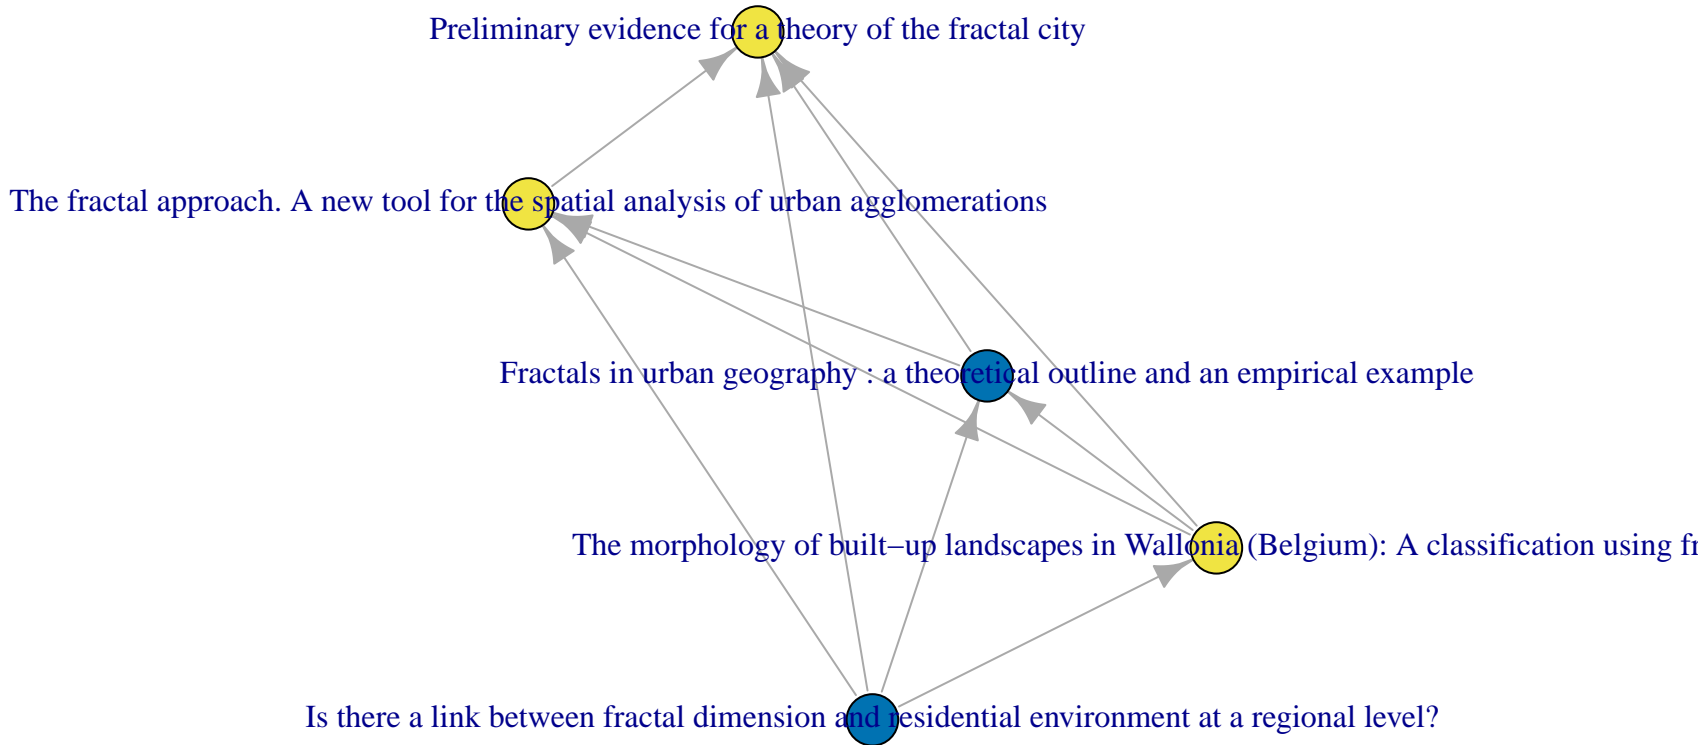 Preliminary evidence for a theory of the fractal city
The fractal approach. A new tool for the spatial analysis of urban agglomerations
Fractals in urban geography : a theoretical outline and an empirical example
The morphology of built−up landscapes in Wallonia (Belgium): A classification using
Is there a link between fractal dimension and residential environment at a regional level?